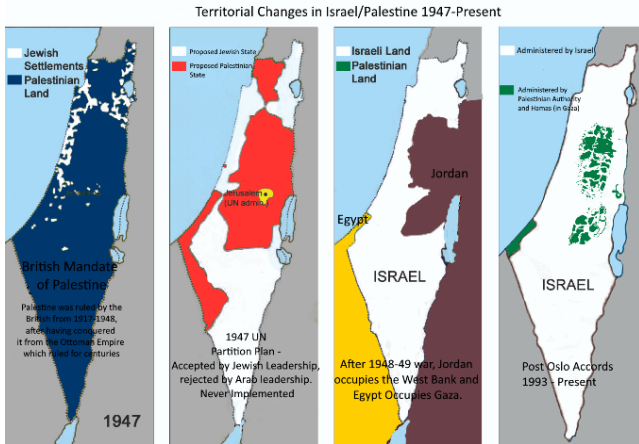 Territorial Changes in Israel/Palestine 1947-Present
Jewish
Settlements
Palestinian
Land
British Mandate
of Palestine
Palestine was ruled by the
British from 1917-1948,
after having conquered
it from the Ottoman Empire
which ruled for centuries
1947
Proposed Jewish State
Proposed Palestinian
State
Jerusalem
(UN admin.)
1947 UN
Partition Plan -
Accepted by Jewish Leadership,
rejected by Arab leadership.
Never Implemented
Israeli Land
Palestinian
Land
Jordan
Egypt
ISRAEL
After 1948-49 war, Jordan
occupies the West Bank and
Egypt Occupies Gaza.
Administered by Israel
Administered by
Palestinian Authority
and Hamas (in Gaza)
ISRAEL
Post Oslo Accords
1993 - Present